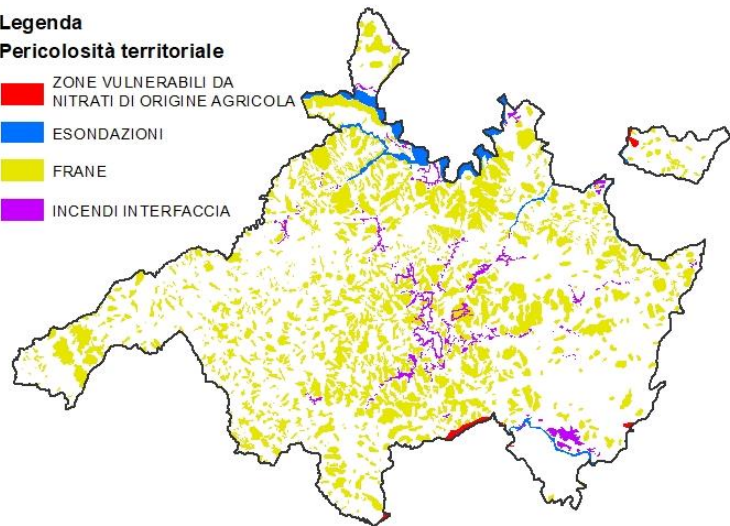 Legenda
Pericolosità territoriale
ZONE VULNERABILI DA
NITRATI DI ORIGINE AGRICOLA
ESONDAZIONI
FRANE
INCENDI INTERFACCIA